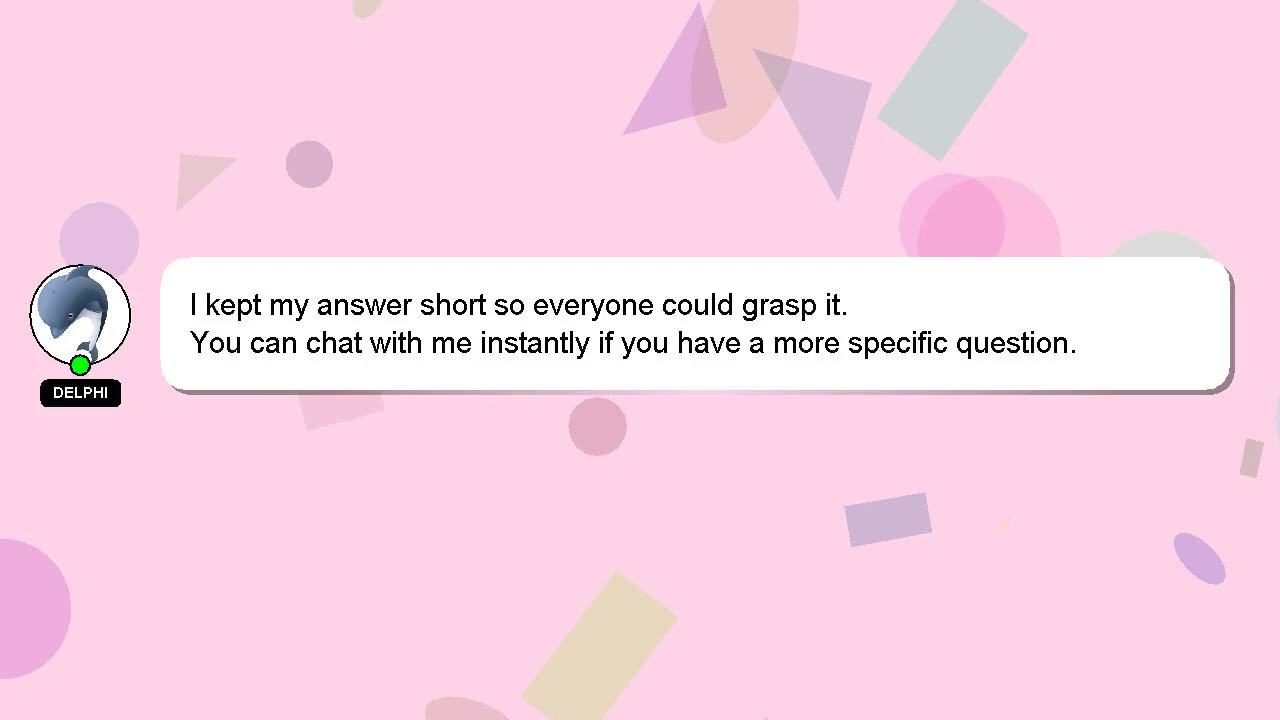 I kept my answer short so everyone could grasp it.
You can chat with me instantly if you have a more specific question.
DELPHI